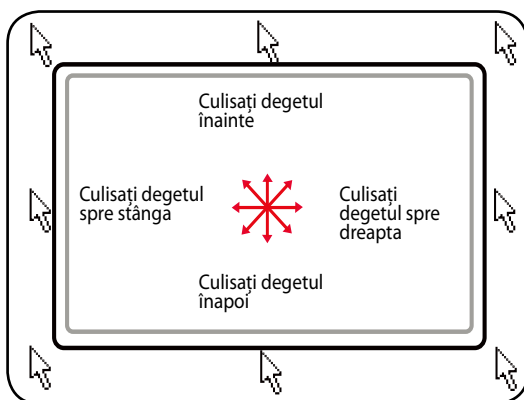 Culisați degetul
înainte
Culisați degetul
spre stânga
Culisați
degetul spre
dreapta
Culisați degetul
înapoi